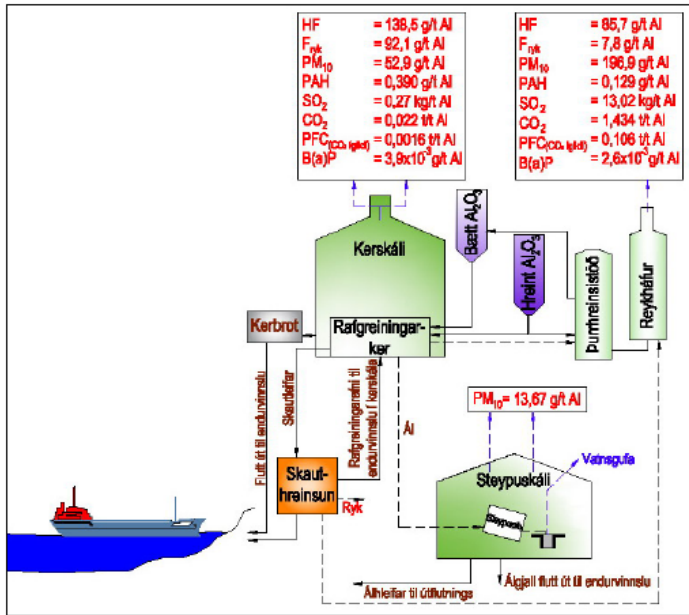 HF = 138,5 g/t Al
F_ryk = 92,1 g/t Al
PM₁₀ = 52,9 g/t Al
PAH = 0,390 g/t Al
SO₂ = 0,27 kg/t Al
CO₂ = 0,022 t/t Al
PFC(CO₂ ígildi) = 0,0016 t/t Al
B(a)P = 3,9x10⁻³g/t Al
HF = 85,7 g/t Al
F_ryk = 7,8 g/t Al
PM₁₀ = 196,9 g/t Al
PAH = 0,129 g/t Al
SO₂ = 13,02 kg/t Al
CO₂ = 1,434 t/t Al
PFC(CO₂ ígildi) = 0,106 t/t Al
B(a)P = 2,6x10⁻³g/t Al
Kerskáli
Bætt Al₂O₃
Hreint Al₂O₃
Þurrhreinsistöð
Reykháfur
Kerbrot
Rafgreiningar-
ker
Flutt út til endurvinnslu
Skautleifar
Rafgreiningarefni til
endurvinnslu í kerskála
Ál
PM₁₀= 13,67 g/t Al
Skaut-
hreinsun
Ryk
Steypuskáli
Vatnsgufa
Álhleifar til útflutnings
Álgjall flutt út til endurvinnslu